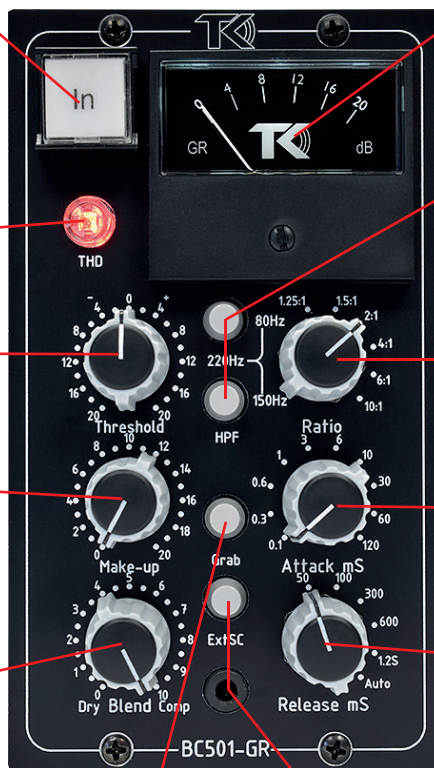 TK
In
4 8 12 16 20
GR TK dB
THD
- 4 0 4 +
8 8
12 12
16 16
20 20
Threshold
80Hz
220Hz
150Hz
HPF
1.25:1 1.5:1
2:1
4:1
6:1
10:1
Ratio
8 10 12
6 14
4 16
2 18
0 20
Make-up
Grab
3 6
1 10
0.6 30
0.3 60
0.1 120
Attack mS
4 5 6
3 7
2 8
1 9
0 10
Dry Blend Comp
ExtSC
50 100
300
600
1.2S
Auto
Release mS
BC501-GR